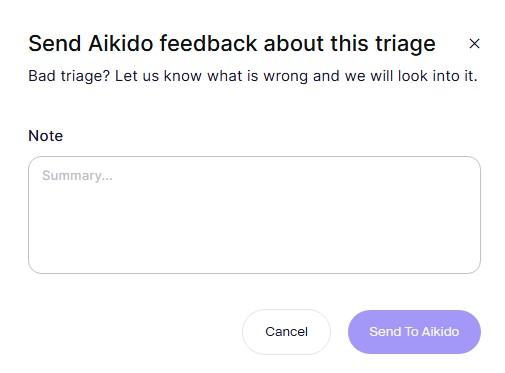 Send Aikido feedback about this triage
Bad triage? Let us know what is wrong and we will look into it.
Note
Summary...
Cancel
Send To Aikido